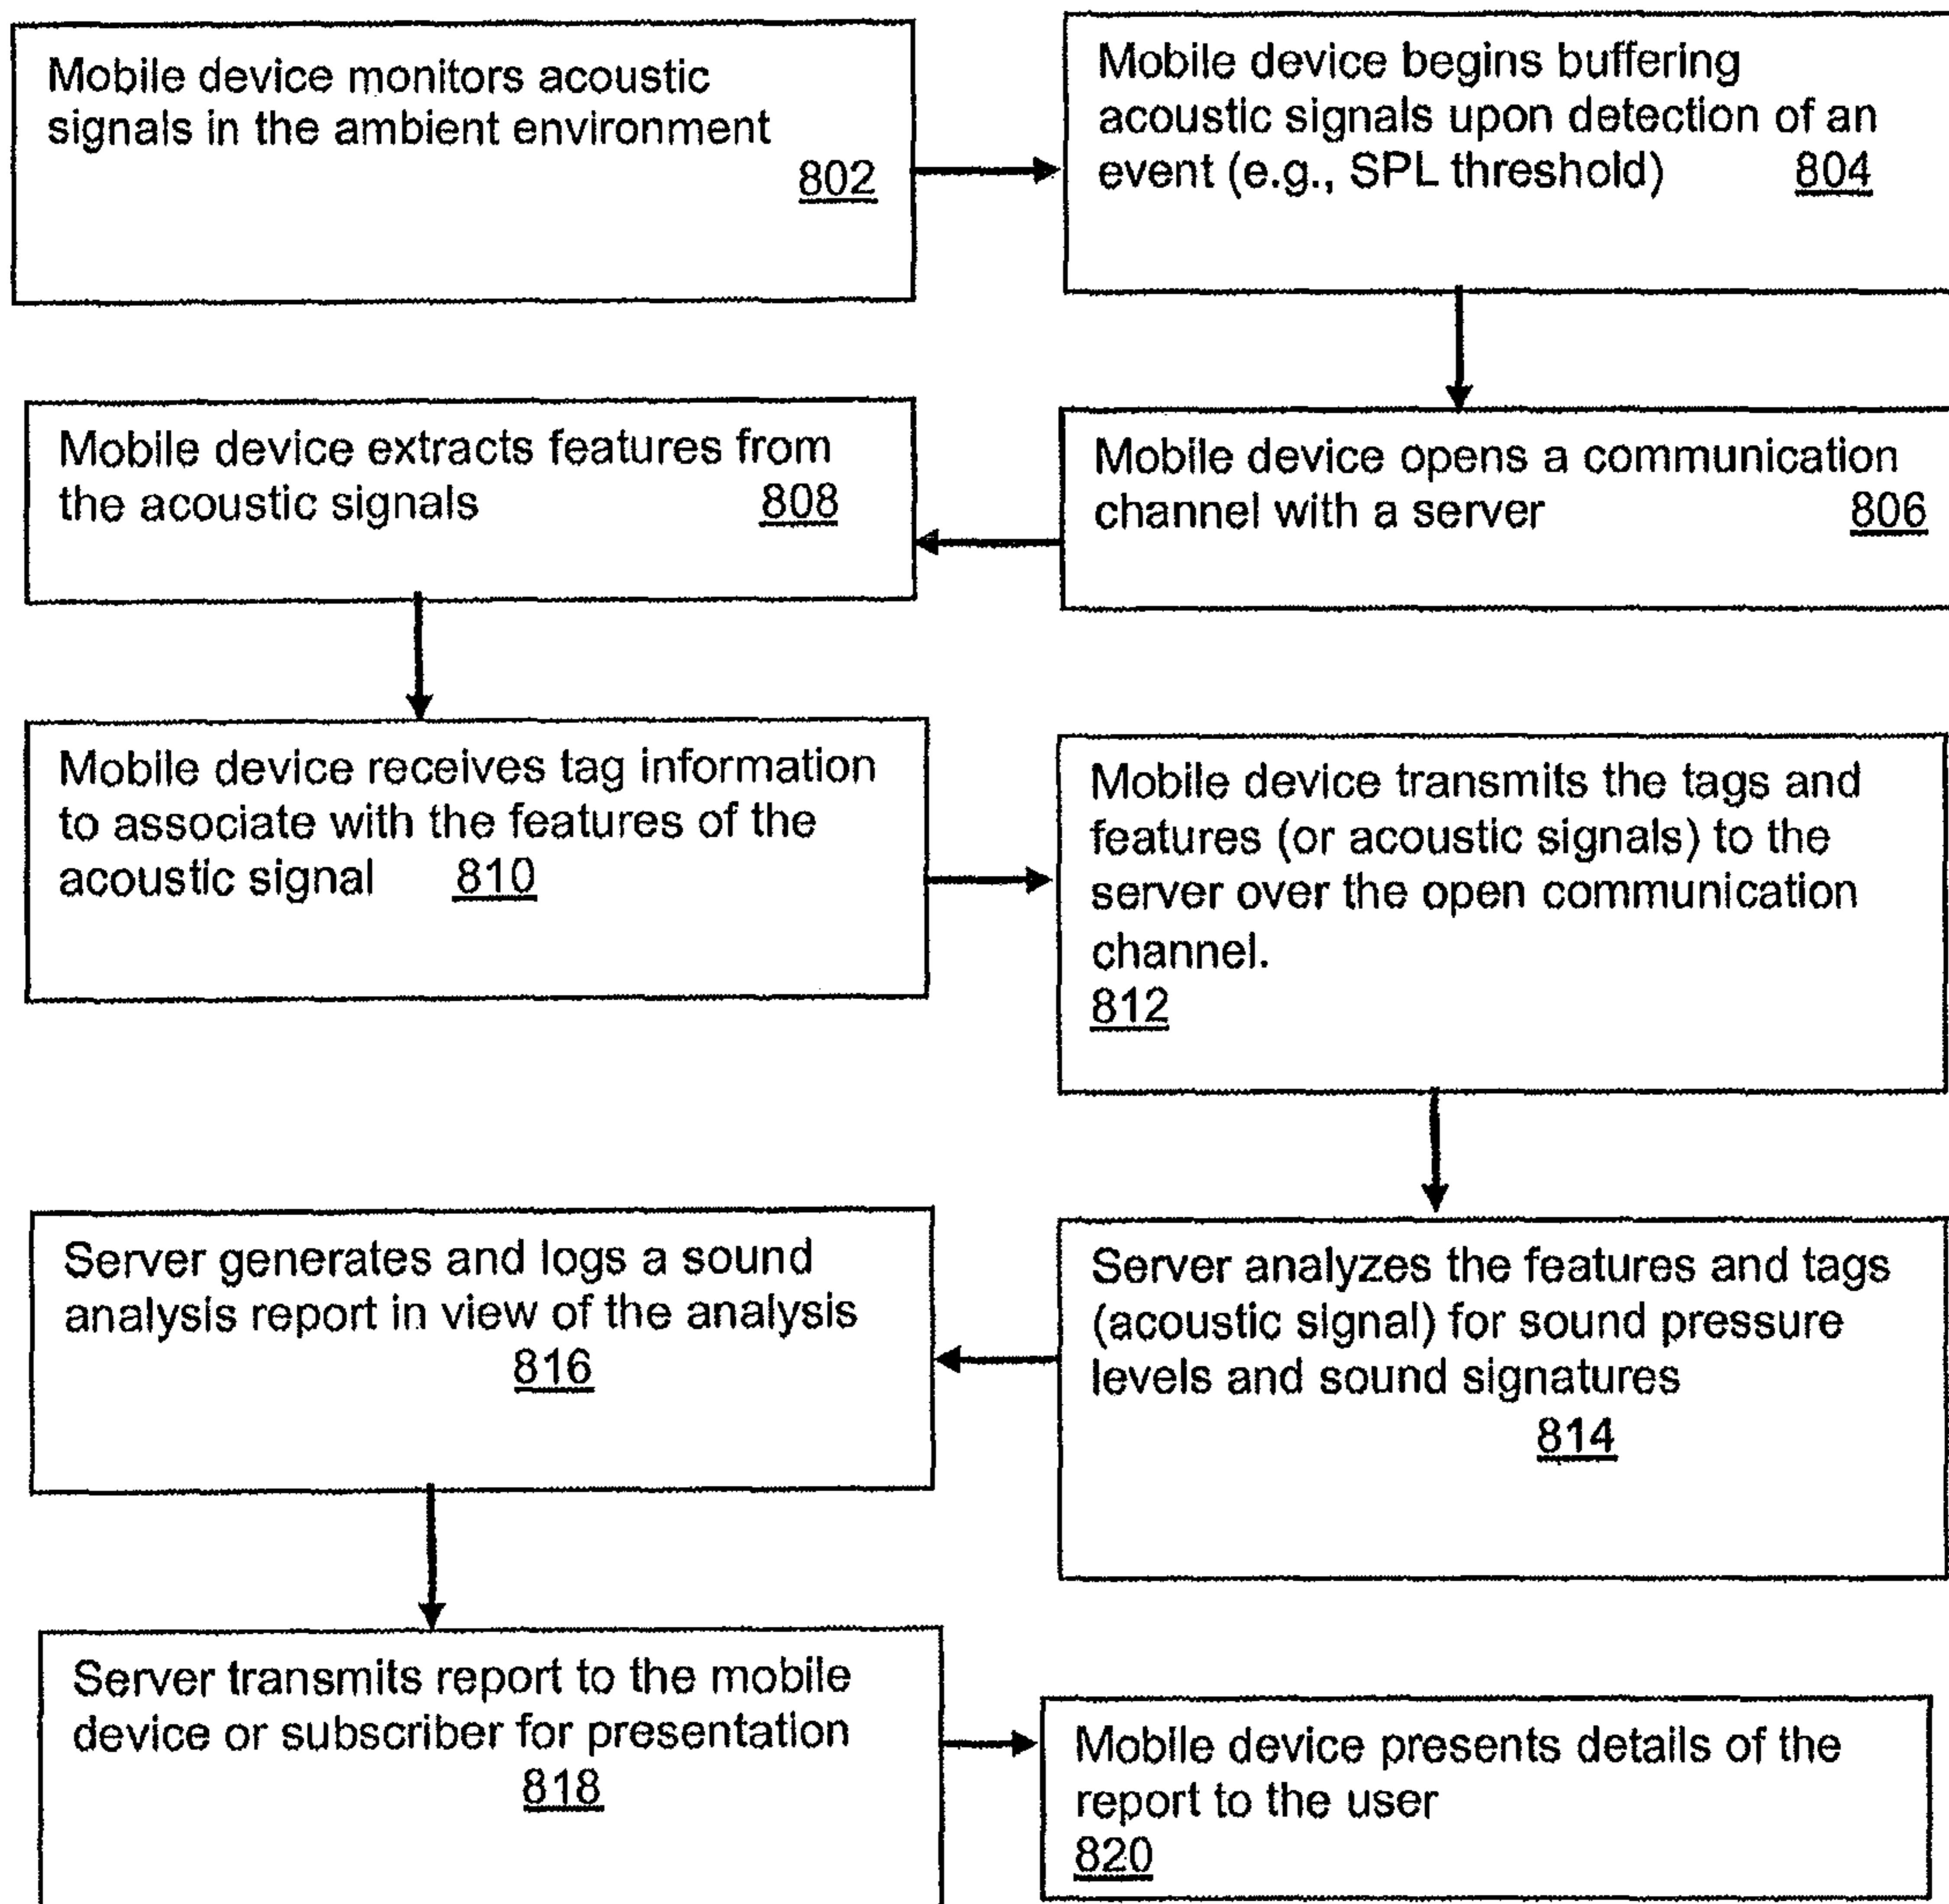 Mobile device monitors acoustic
signals in the ambient environment
802
Mobile device begins buffering
acoustic signals upon detection of an
event (e.g., SPL threshold) 804
Mobile device opens a communication
channel with a server 806
Mobile device extracts features from
the acoustic signals 808
Mobile device receives tag information
to associate with the features of the
acoustic signal 810
Mobile device transmits the tags and
features (or acoustic signals) to the
server over the open communication
channel.
812
Server analyzes the features and tags
(acoustic signal) for sound pressure
levels and sound signatures
814
Server generates and logs a sound
analysis report in view of the analysis
816
Server transmits report to the mobile
device or subscriber for presentation
818
Mobile device presents details of the
report to the user
820